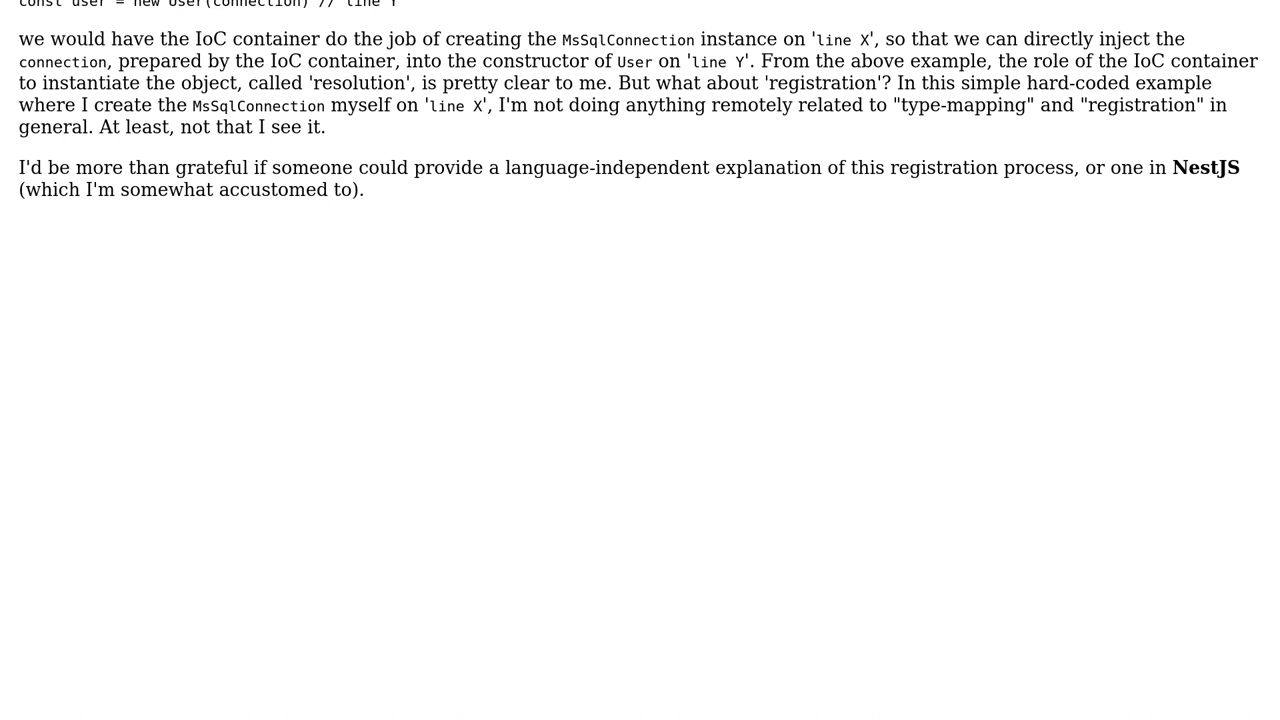 const user = new User(connection) // line Y
we would have the IoC container do the job of creating the MsSqlConnection instance on 'line X', so that we can directly inject the
connection, prepared by the IoC container, into the constructor of User on 'line Y'. From the above example, the role of the IoC container
to instantiate the object, called 'resolution', is pretty clear to me. But what about 'registration'? In this simple hard-coded example
where I create the MsSqlConnection myself on 'line X', I'm not doing anything remotely related to "type-mapping" and "registration" in
general. At least, not that I see it.
I'd be more than grateful if someone could provide a language-independent explanation of this registration process, or one in NestJS
(which I'm somewhat accustomed to).